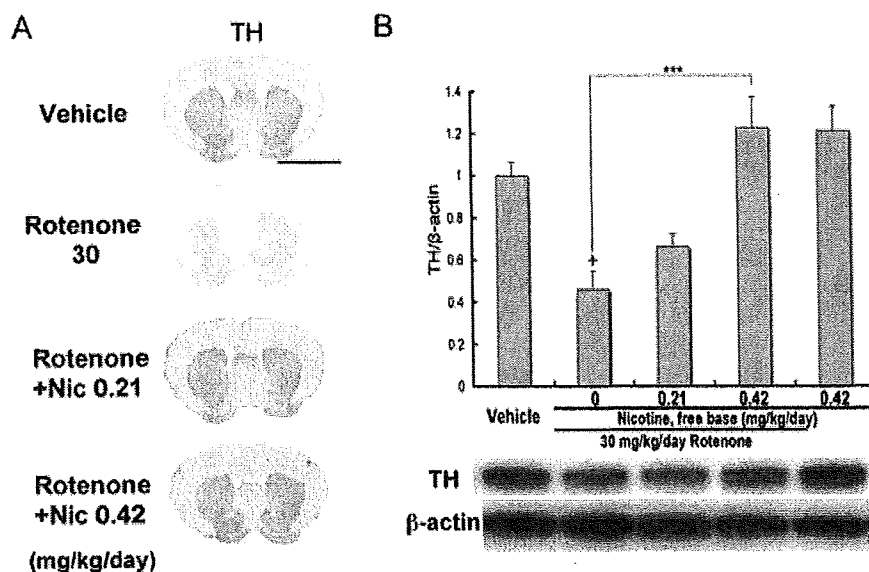 A
TH
Vehicle
Rotenone
30
Rotenone
+Nic 0.21
Rotenone
+Nic 0.42
(mg/kg/day)
B
***
1.4
1.2
1
0.8
0.6
0.4
0.2
0
TH/β-actin
+
0 0.21 0.42 0.42
Vehicle Nicotine, free base (mg/kg/day)
30 mg/kg/day Rotenone
TH
β-actin